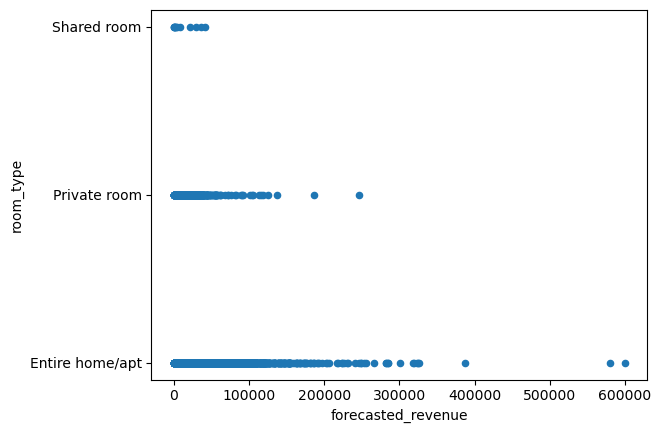 Shared room
Private room
Entire home/apt
room_type
0 100000 200000 300000 400000 500000 600000
forecasted_revenue